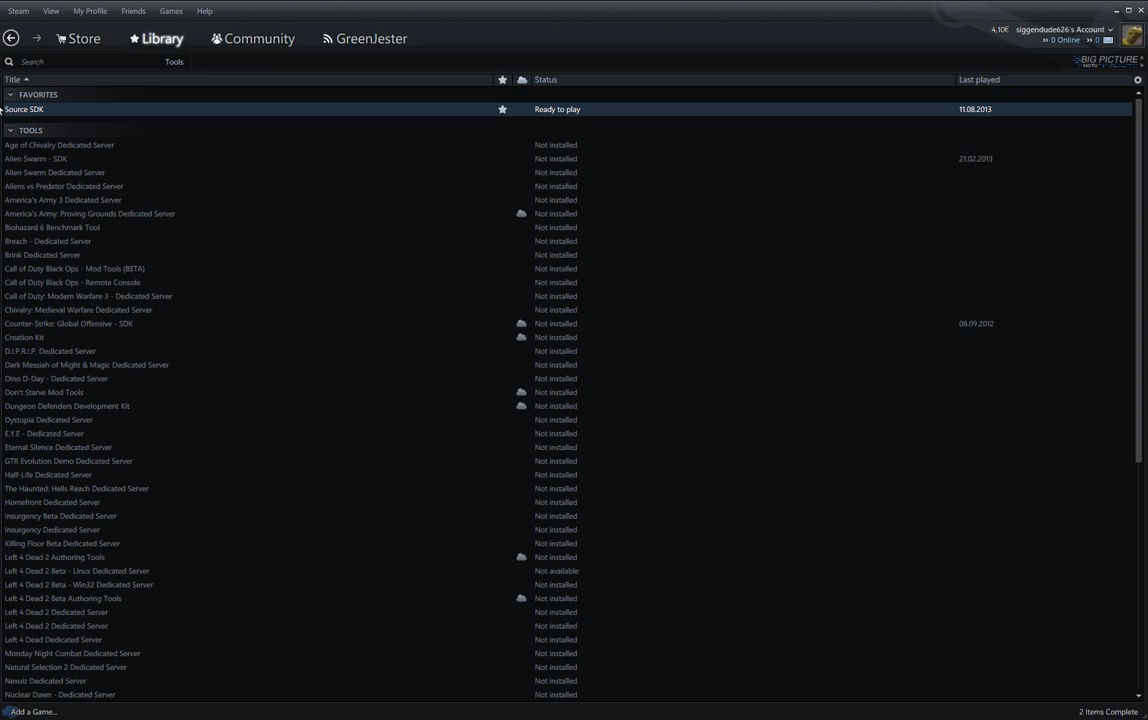 Steam View My Profile Friends Games Help
4,10€ siggendude626's Account
Store Library Community GreenJester
0 Online 0
Search Tools
BIG PICTURE
Title Status Last played
FAVORITES
Source SDK Ready to play 11.08.2013
TOOLS
Age of Chivalry Dedicated Server Not installed
Alien Swarm - SDK Not installed 21.02.2013
Alien Swarm Dedicated Server Not installed
Aliens vs Predator Dedicated Server Not installed
America's Army 3 Dedicated Server Not installed
America's Army: Proving Grounds Dedicated Server Not installed
Biohazard 6 Benchmark Tool Not installed
Breach - Dedicated Server Not installed
Brink Dedicated Server Not installed
Call of Duty Black Ops - Mod Tools (BETA) Not installed
Call of Duty Black Ops - Remote Console Not installed
Call of Duty: Modern Warfare 3 - Dedicated Server Not installed
Chivalry: Medieval Warfare Dedicated Server Not installed
Counter-Strike: Global Offensive - SDK Not installed 08.09.2012
Creation Kit Not installed
D.I.P.R.I.P. Dedicated Server Not installed
Dark Messiah of Might & Magic Dedicated Server Not installed
Dino D-Day - Dedicated Server Not installed
Don't Starve Mod Tools Not installed
Dungeon Defenders Development Kit Not installed
Dystopia Dedicated Server Not installed
E.Y.E - Dedicated Server Not installed
Eternal Silence Dedicated Server Not installed
GTR Evolution Demo Dedicated Server Not installed
Half-Life Dedicated Server Not installed
The Haunted: Hells Reach Dedicated Server Not installed
Homefront Dedicated Server Not installed
Insurgency Beta Dedicated Server Not installed
Insurgency Dedicated Server Not installed
Killing Floor Beta Dedicated Server Not installed
Left 4 Dead 2 Authoring Tools Not installed
Left 4 Dead 2 Beta - Linux Dedicated Server Not available
Left 4 Dead 2 Beta - Win32 Dedicated Server Not installed
Left 4 Dead 2 Beta Authoring Tools Not installed
Left 4 Dead 2 Dedicated Server Not installed
Left 4 Dead 2 Dedicated Server Not installed
Left 4 Dead Dedicated Server Not installed
Monday Night Combat Dedicated Server Not installed
Natural Selection 2 Dedicated Server Not installed
Nexuiz Dedicated Server Not installed
Nuclear Dawn - Dedicated Server Not installed
Add a Game... 2 Items Complete